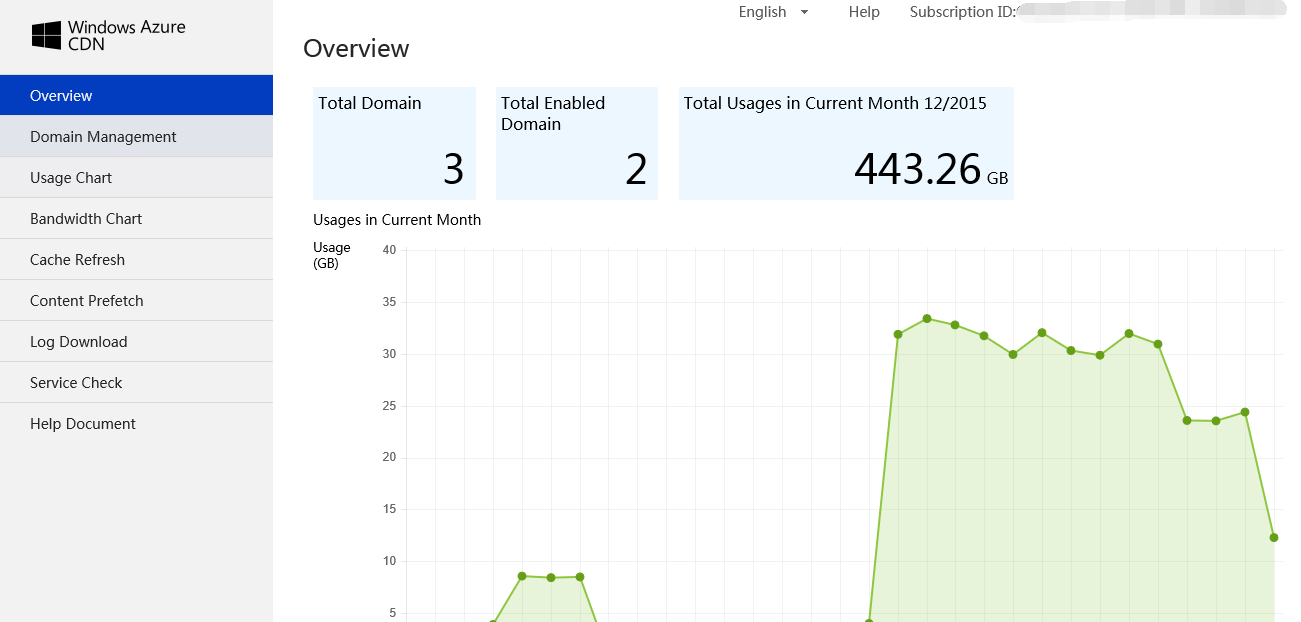 English Help Subscription ID:
Windows Azure
CDN
Overview
Domain Management
Usage Chart
Bandwidth Chart
Cache Refresh
Content Prefetch
Log Download
Service Check
Help Document
Overview
Total Domain
3
Total Enabled
Domain
2
Total Usages in Current Month 12/2015
443.26 GB
Usages in Current Month
Usage
(GB)
40
35
30
25
20
15
10
5